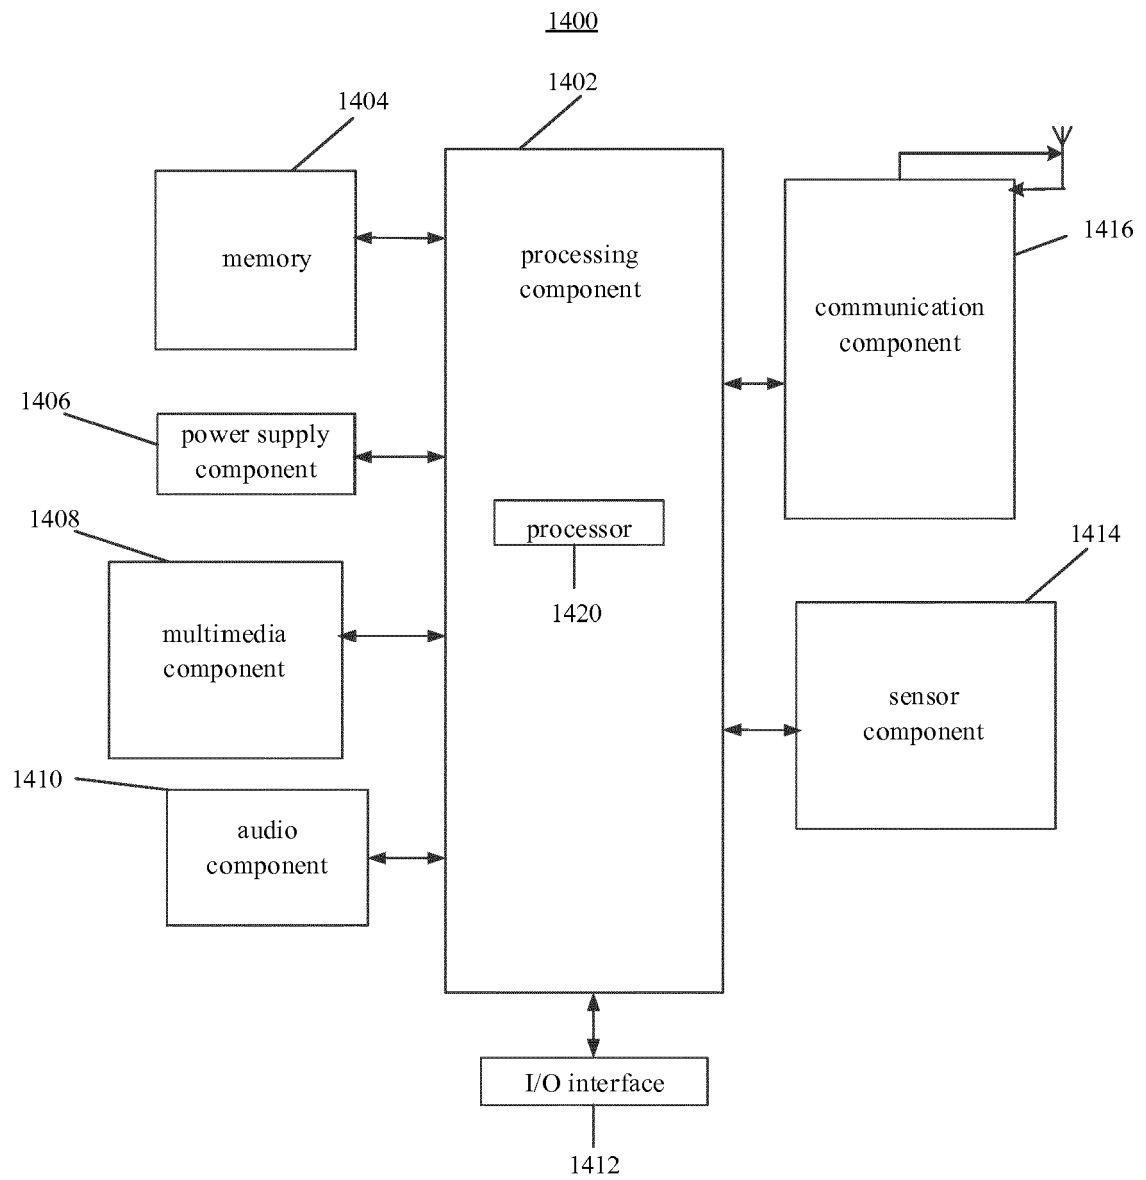 1400
1402
1404
memory
processing
component
1416
communication
component
1406
power supply
component
1408
processor
1420
1414
multimedia
component
sensor
component
1410
audio
component
I/O interface
1412